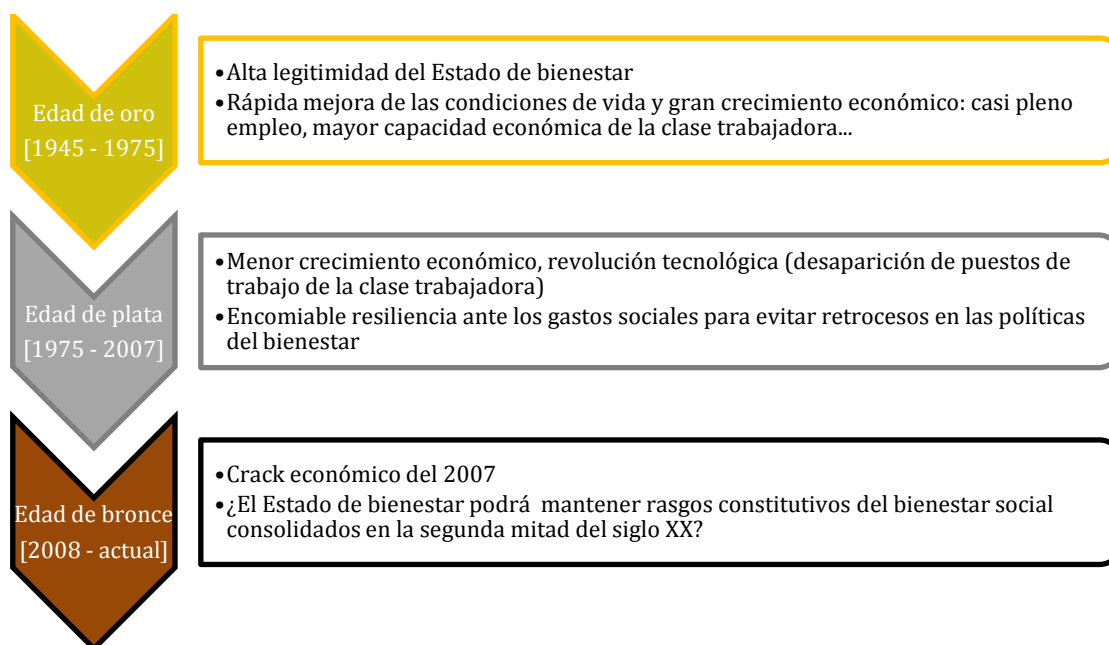 Edad de oro
[1945 - 1975]
•Alta legitimidad del Estado de bienestar
•Rápida mejora de las condiciones de vida y gran crecimiento económico: casi pleno
empleo, mayor capacidad económica de la clase trabajadora...
Edad de plata
[1975 - 2007]
•Menor crecimiento económico, revolución tecnológica (desaparición de puestos de
trabajo de la clase trabajadora)
•Encomiable resiliencia ante los gastos sociales para evitar retrocesos en las políticas
del bienestar
Edad de bronce
[2008 - actual]
•Crack económico del 2007
•¿El Estado de bienestar podrá  mantener rasgos constitutivos del bienestar social
consolidados en la segunda mitad del siglo XX?